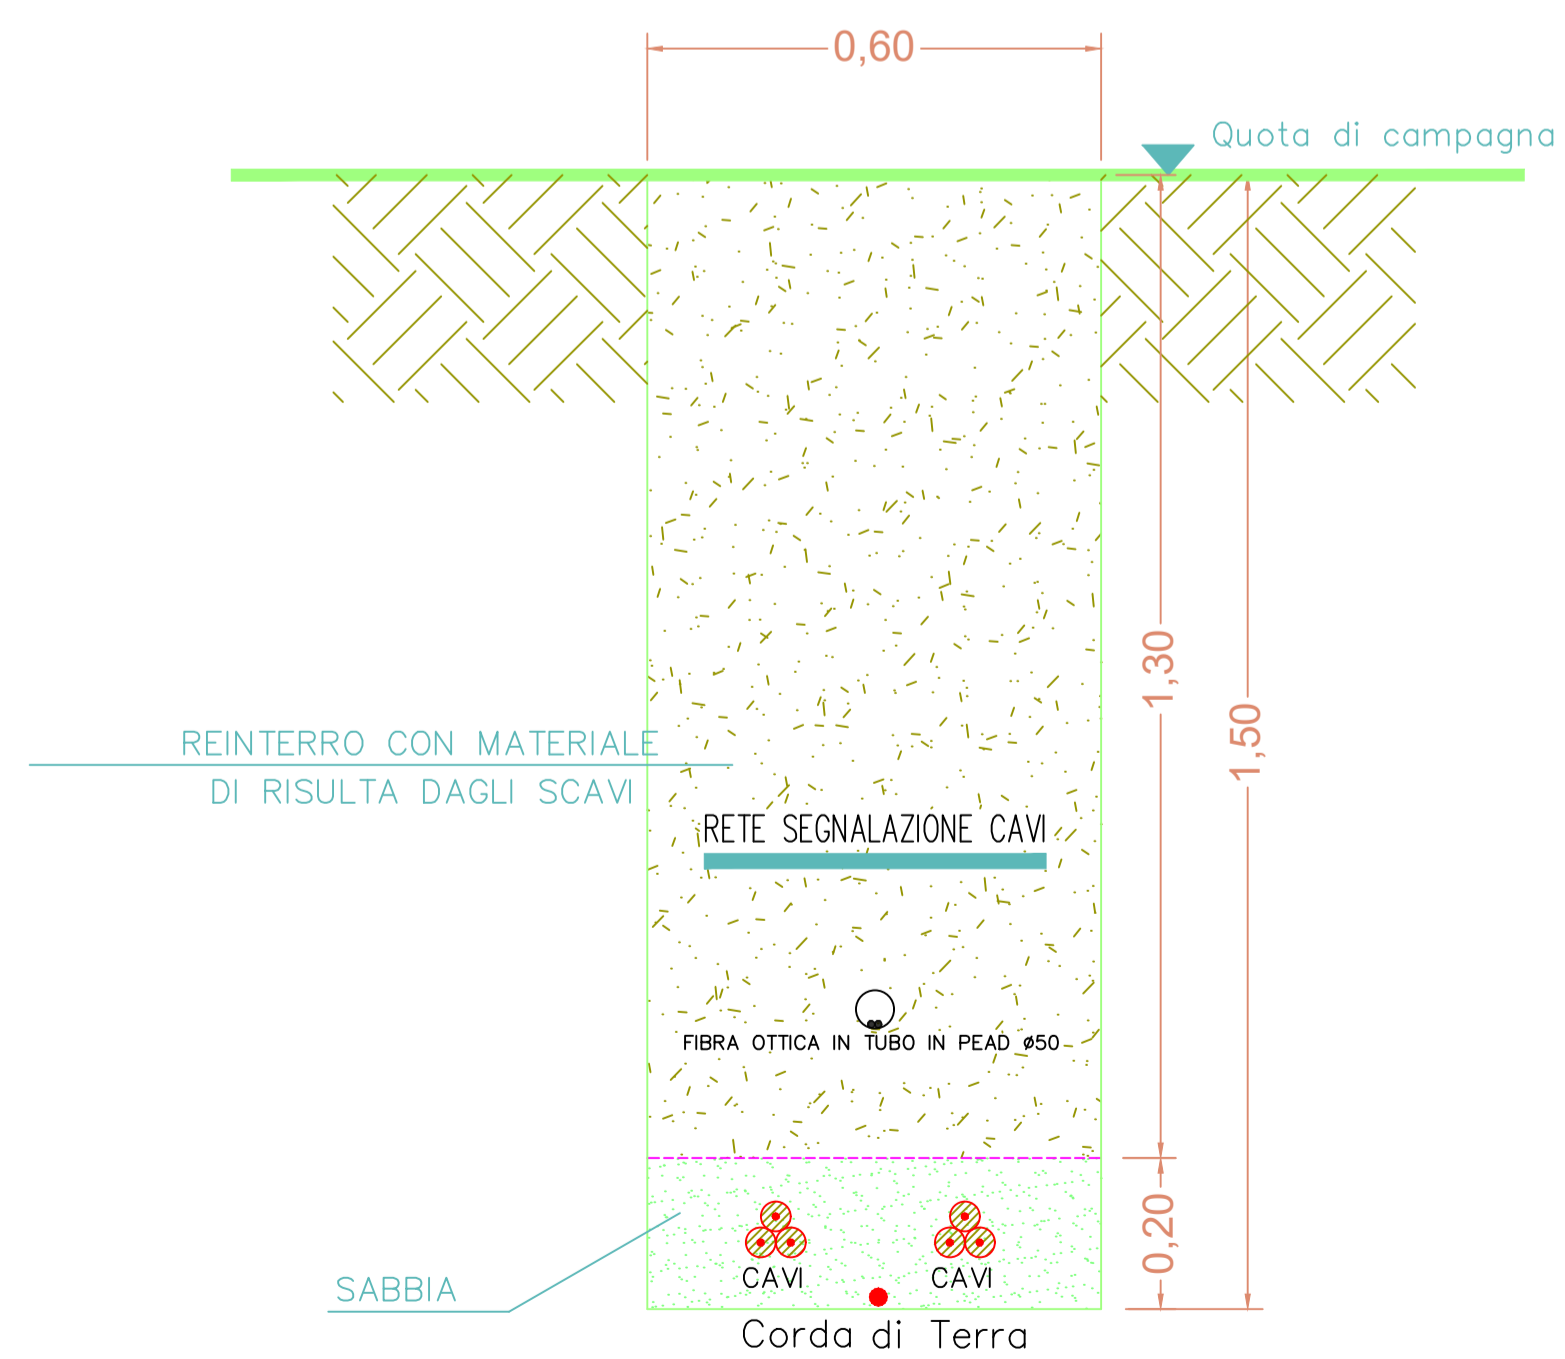 0,60
Quota di campagna
1,30
1,50
REINTERRO CON MATERIALE
DI RISULTA DAGLI SCAVI
RETE SEGNALAZIONE CAVI
FIBRA OTTICA IN TUBO IN PEAD ø50
0,20
CAVI
CAVI
SABBIA
Corda di Terra